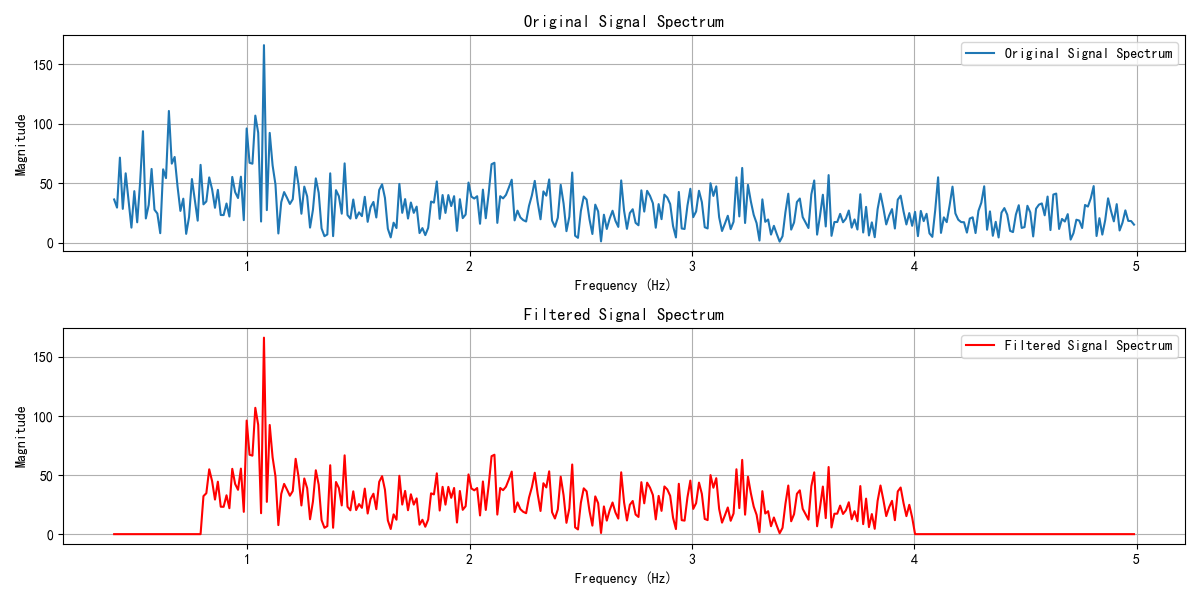 Original Signal Spectrum
Original Signal Spectrum
150
100
50
0
Magnitude
1
2
3
4
5
Frequency (Hz)
Filtered Signal Spectrum
Filtered Signal Spectrum
150
100
50
0
Magnitude
1
2
3
4
5
Frequency (Hz)